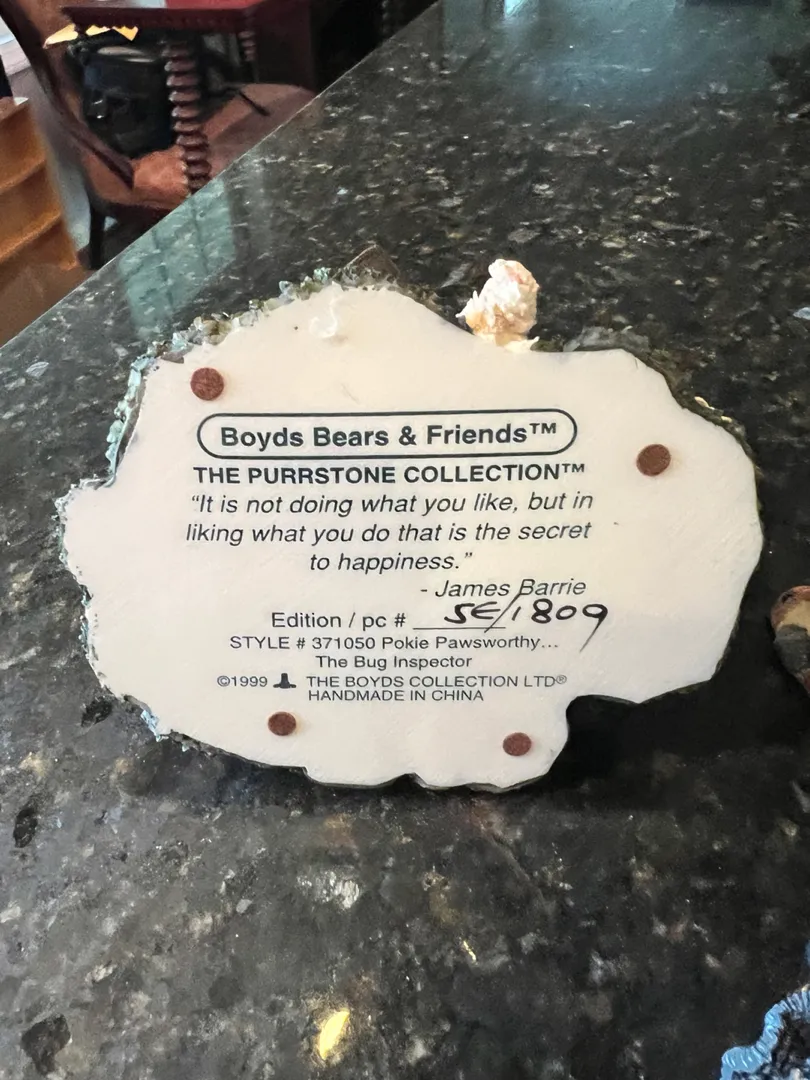 Boyds Bears & Friends™
THE PURRSTONE COLLECTION™
“It is not doing what you like, but in
liking what you do that is the secret
to happiness.”
- James Barrie
Edition / pc # SE/1809
STYLE # 371050 Pokie Pawsworthy...
The Bug Inspector
©1999 THE BOYDS COLLECTION LTD®
HANDMADE IN CHINA